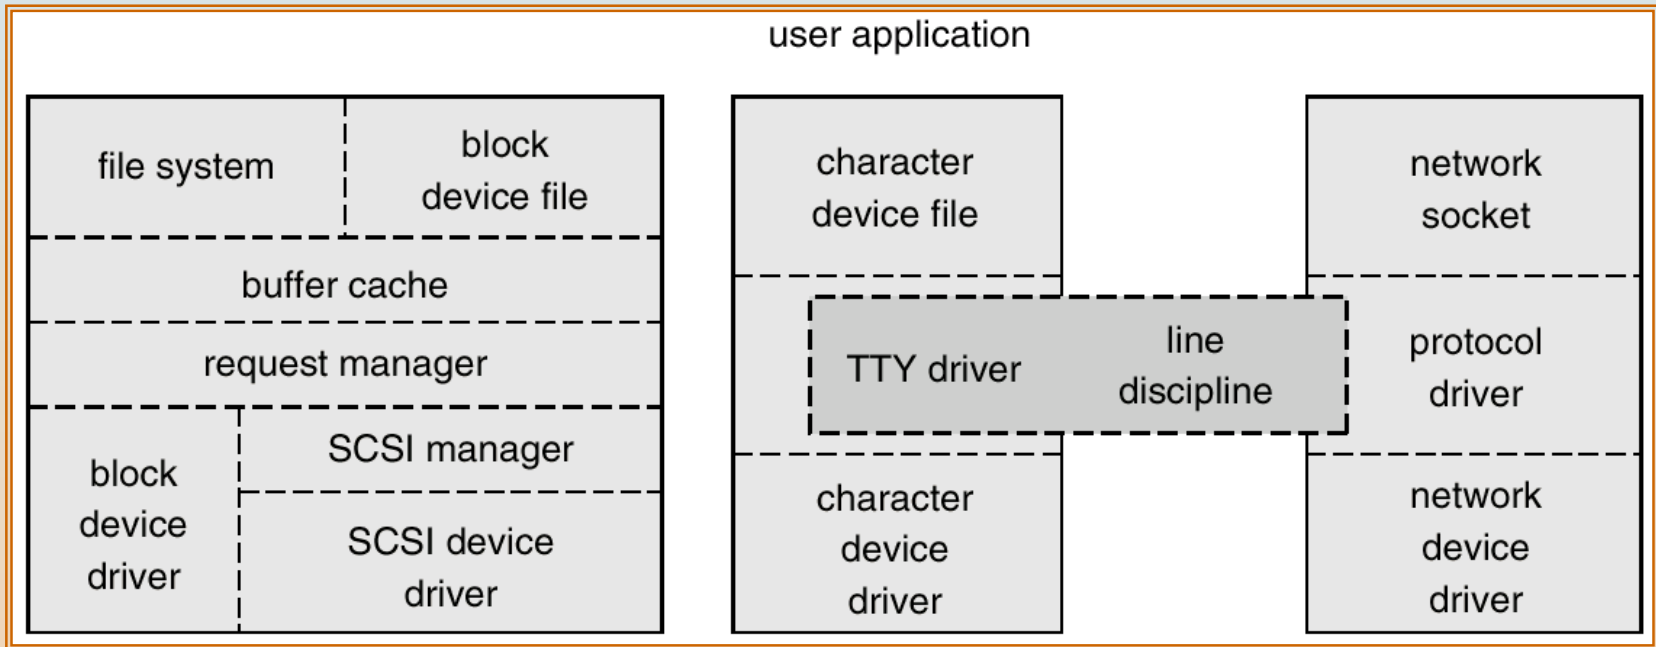 user application
file system
block
device file
buffer cache
request manager
block
device
driver
SCSI manager
SCSI device
driver
character
device file
TTY driver
line
discipline
character
device
driver
network
socket
protocol
driver
network
device
driver